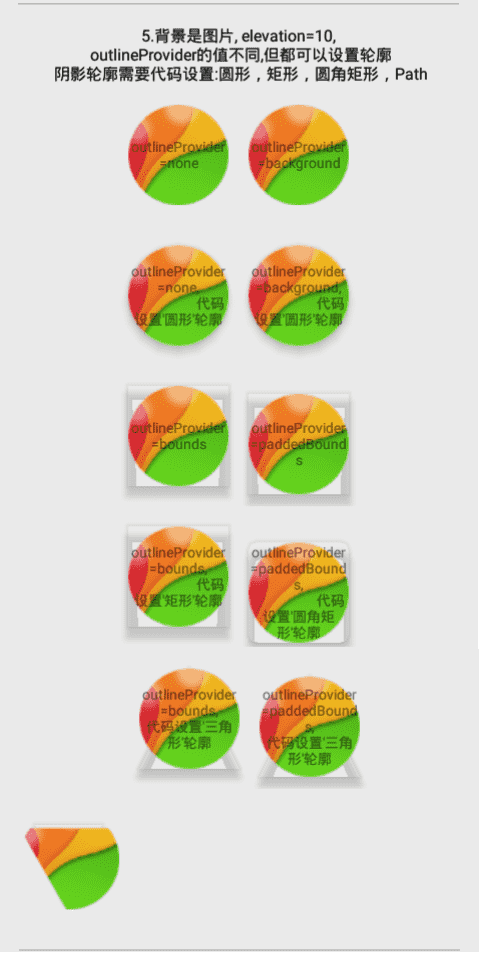 5.背景是图片, elevation=10,
outlineProvider的值不同,但都可以设置轮廓
阴影轮廓需要代码设置:圆形，矩形，圆角矩形，Path
outlineProvider
=none
outlineProvider
=background
outlineProvider
=none,
代码
设置'圆形'轮廓
outlineProvider
=background,
代码
设置'圆形'轮廓
outlineProvider
=bounds
outlineProvider
=paddedBound
s
outlineProvider
=bounds,
代码
设置'矩形'轮廓
outlineProvider
=paddedBound
s,
代码
设置'圆角矩
形'轮廓
outlineProvider
=bounds,
代码设置'三角
形'轮廓
outlineProvider
=paddedBound
s,
代码设置'三角
形'轮廓